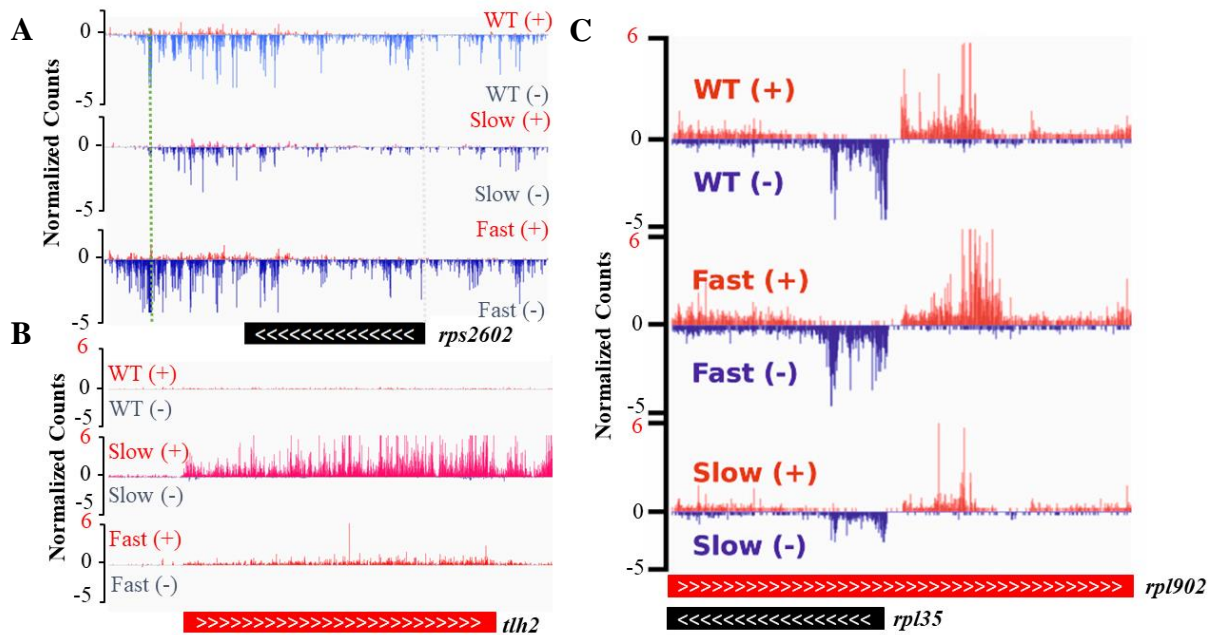 A
Normalized Counts
0
-5
WT (+)
WT (-)
0
-5
Slow (+)
Slow (-)
0
-5
Fast (+)
Fast (-)
<<<<<<<<<<<<<< rps2602
B
Normalized Counts
6
0
-5
WT (+)
WT (-)
6
0
-5
Slow (+)
Slow (-)
6
0
-5
Fast (+)
Fast (-)
>>>>>>>>>>>>>>>>>>>>>>>> tlh2
C
Normalized Counts
6
0
-5
WT (+)
WT (-)
6
0
-5
Fast (+)
Fast (-)
6
0
-5
Slow (+)
Slow (-)
>>>>>>>>>>>>>>>>>>>>>>>>>>>>>>>>>>>>>> rpl902
<<<<<<<<<<<<<<<<< rpl35